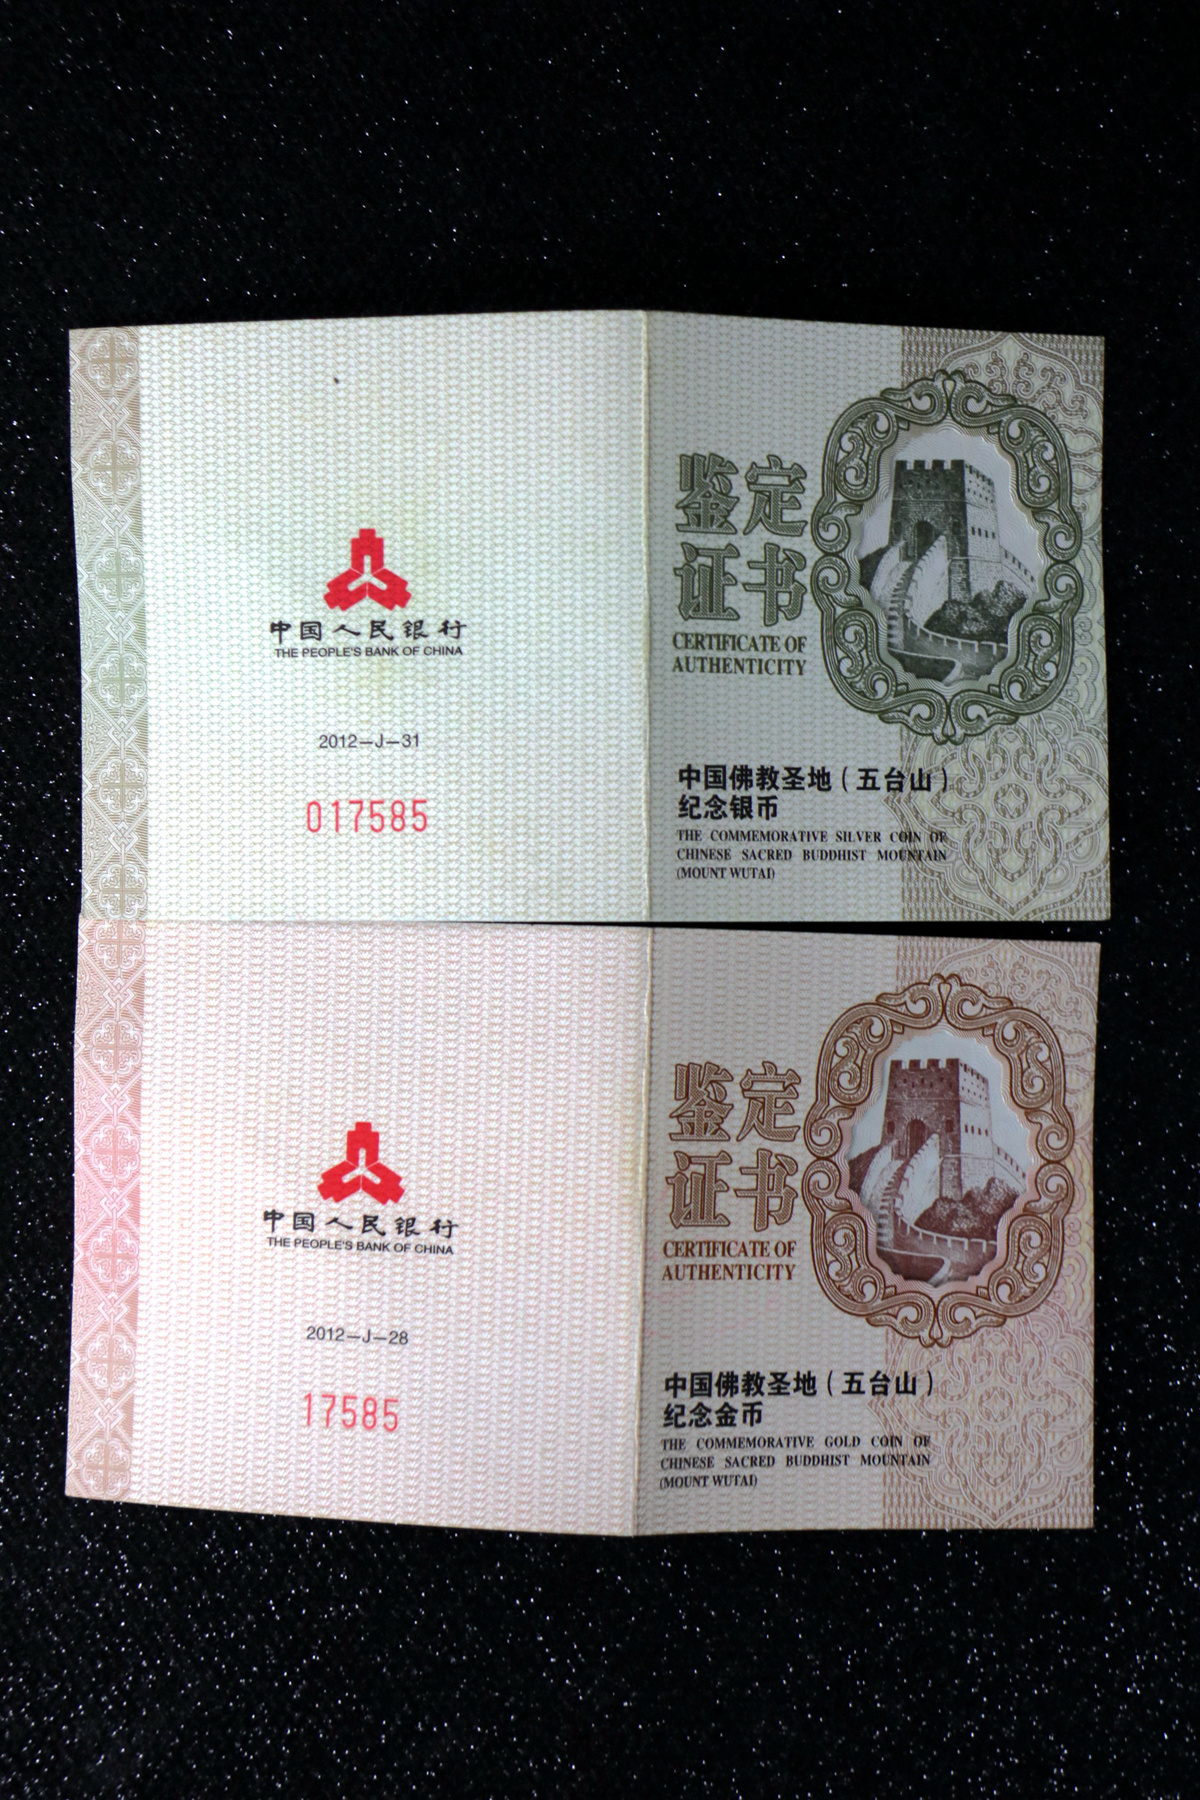 中国人民银行
THE PEOPLE'S BANK OF CHINA
2012—J—31
017585
鉴定
证书
CERTIFICATE OF
AUTHENTICITY
中国佛教圣地（五台山）
纪念银币
THE COMMEMORATIVE SILVER COIN OF
CHINESE SACRED BUDDHIST MOUNTAIN
(MOUNT WUTAI)
中国人民银行
THE PEOPLE'S BANK OF CHINA
2012—J—28
17585
鉴定
证书
CERTIFICATE OF
AUTHENTICITY
中国佛教圣地（五台山）
纪念金币
THE COMMEMORATIVE GOLD COIN OF
CHINESE SACRED BUDDHIST MOUNTAIN
(MOUNT WUTAI)